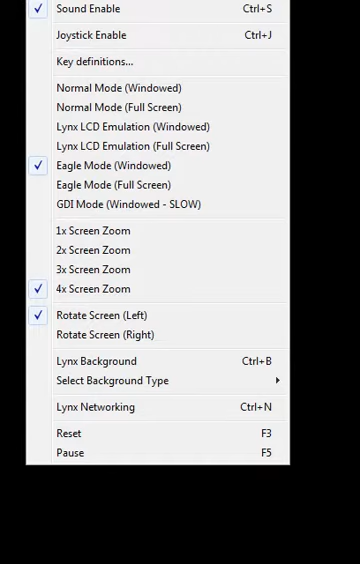 Sound Enable Ctrl+S
Joystick Enable Ctrl+J
Key definitions...
Normal Mode (Windowed)
Normal Mode (Full Screen)
Lynx LCD Emulation (Windowed)
Lynx LCD Emulation (Full Screen)
Eagle Mode (Windowed)
Eagle Mode (Full Screen)
GDI Mode (Windowed - SLOW)
1x Screen Zoom
2x Screen Zoom
3x Screen Zoom
4x Screen Zoom
Rotate Screen (Left)
Rotate Screen (Right)
Lynx Background Ctrl+B
Select Background Type
Lynx Networking Ctrl+N
Reset F3
Pause F5